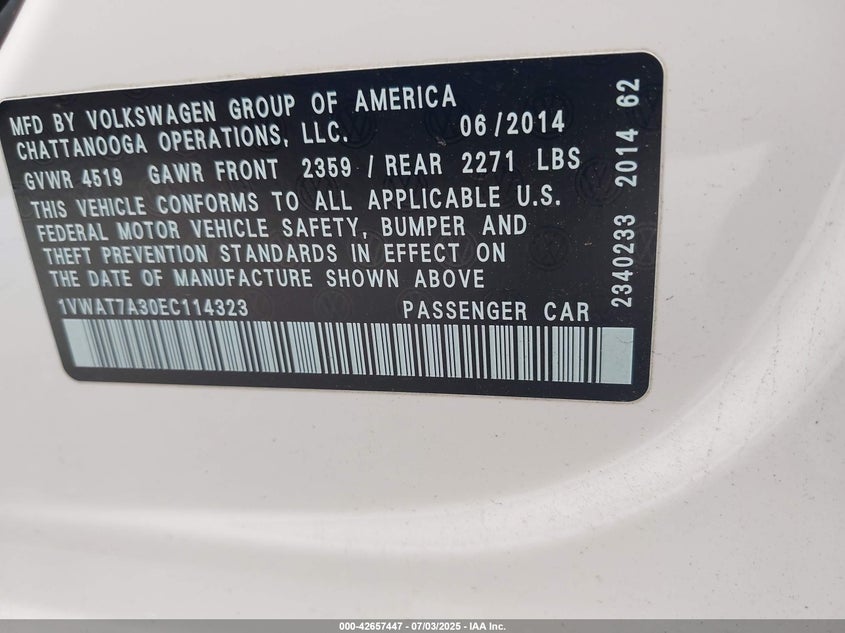 MFD BY VOLKSWAGEN GROUP OF AMERICA
CHATTANOOGA OPERATIONS, LLC. 06/2014
GVWR 4519 GAWR FRONT 2359 / REAR 2271 LBS
THIS VEHICLE CONFORMS TO ALL APPLICABLE U.S.
FEDERAL MOTOR VEHICLE SAFETY, BUMPER AND
THEFT PREVENTION STANDARDS IN EFFECT ON
THE DATE OF MANUFACTURE SHOWN ABOVE
1VWAT7A30EC114323 PASSENGER CAR
2340233 2014 62
000-42657447 - 07/03/2025 - IAA Inc.